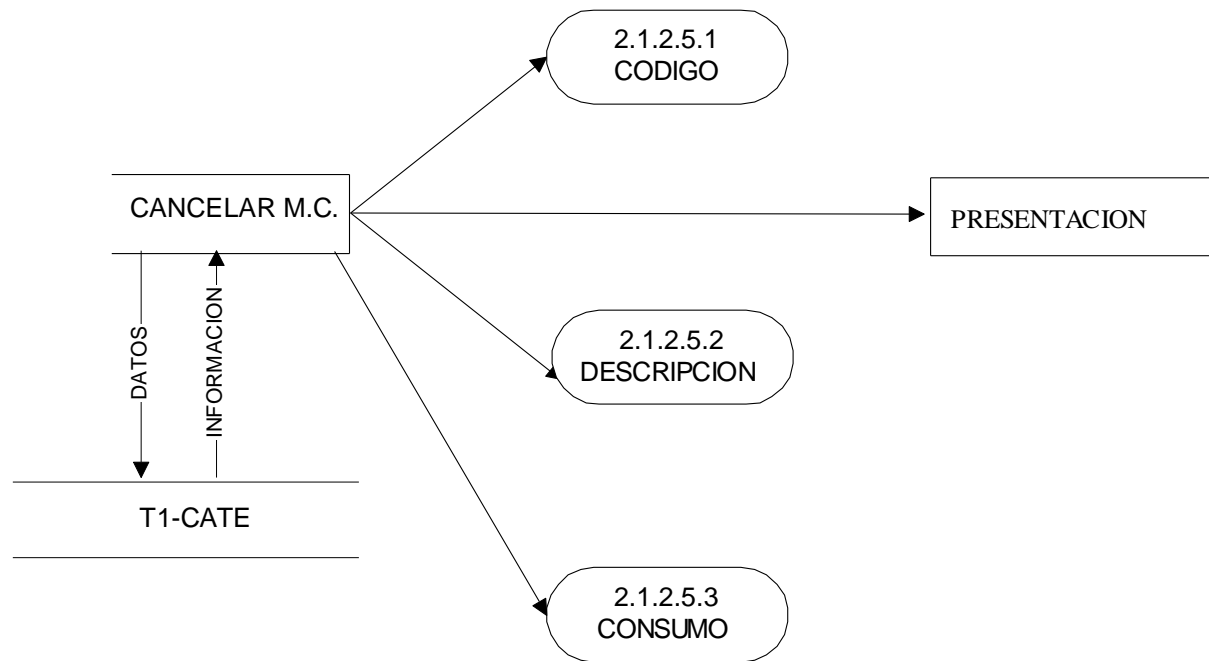 2.1.2.5.1
CODIGO
CANCELAR M.C.
PRESENTACION
DATOS
INFORMACION
2.1.2.5.2
DESCRIPCION
T1-CATE
2.1.2.5.3
CONSUMO